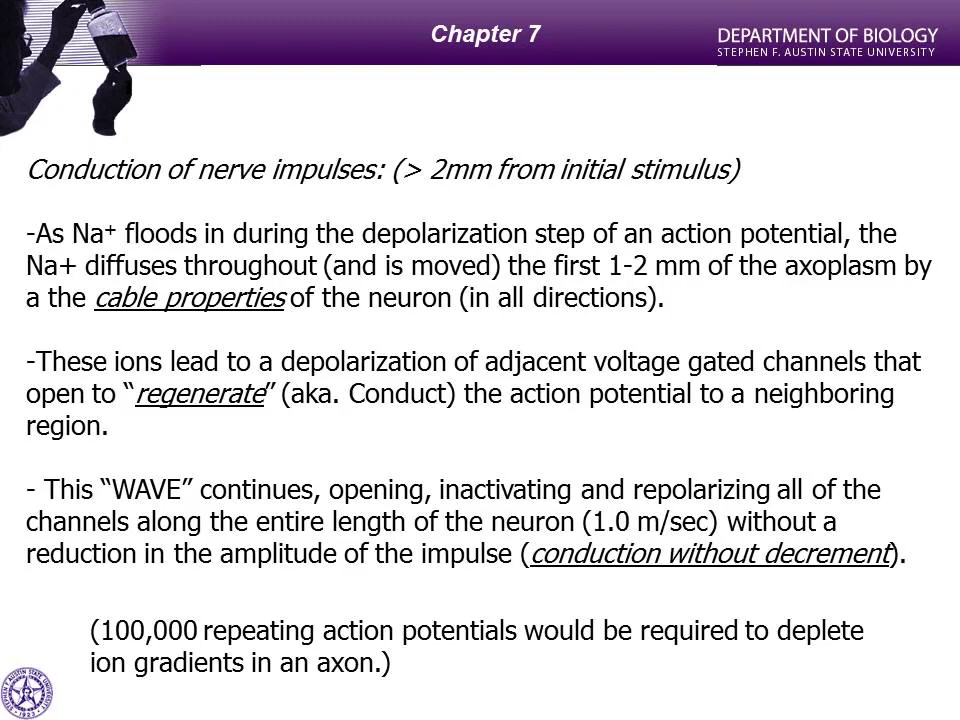 Chapter 7
DEPARTMENT OF BIOLOGY
STEPHEN F. AUSTIN STATE UNIVERSITY
Conduction of nerve impulses: (> 2mm from initial stimulus)
-As Na⁺ floods in during the depolarization step of an action potential, the
Na+ diffuses throughout (and is moved) the first 1-2 mm of the axoplasm by
a the cable properties of the neuron (in all directions).
-These ions lead to a depolarization of adjacent voltage gated channels that
open to “regenerate” (aka. Conduct) the action potential to a neighboring
region.
- This “WAVE” continues, opening, inactivating and repolarizing all of the
channels along the entire length of the neuron (1.0 m/sec) without a
reduction in the amplitude of the impulse (conduction without decrement).
(100,000 repeating action potentials would be required to deplete
ion gradients in an axon.)
STEPHEN F. AUSTIN STATE UNIVERSITY
1923